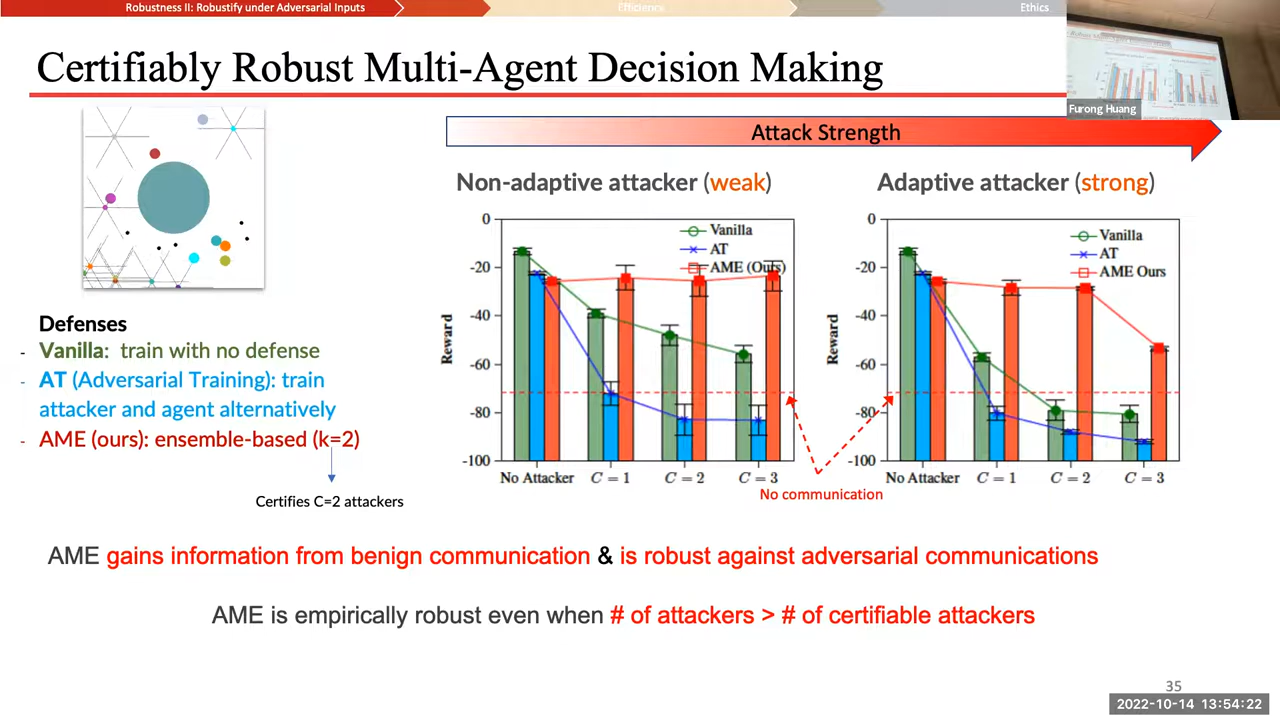 Robustness II: Robustify under Adversarial Inputs
Efficiency
Ethics
Certifiably Robust Multi-Agent Decision Making
Furong Huang
Attack Strength
Non-adaptive attacker (weak)
Adaptive attacker (strong)
Defenses
- Vanilla: train with no defense
- AT (Adversarial Training): train
attacker and agent alternatively
- AME (ours): ensemble-based (k=2)
Certifies C=2 attackers
Reward
0
-20
-40
-60
-80
-100
Vanilla
AT
AME (Ours)
No Attacker
C = 1
C = 2
C = 3
Reward
0
-20
-40
-60
-80
-100
Vanilla
AT
AME Ours
No Attacker
C = 1
C = 2
C = 3
No communication
AME gains information from benign communication & is robust against adversarial communications
AME is empirically robust even when # of attackers > # of certifiable attackers
35
2022-10-14 13:54:22